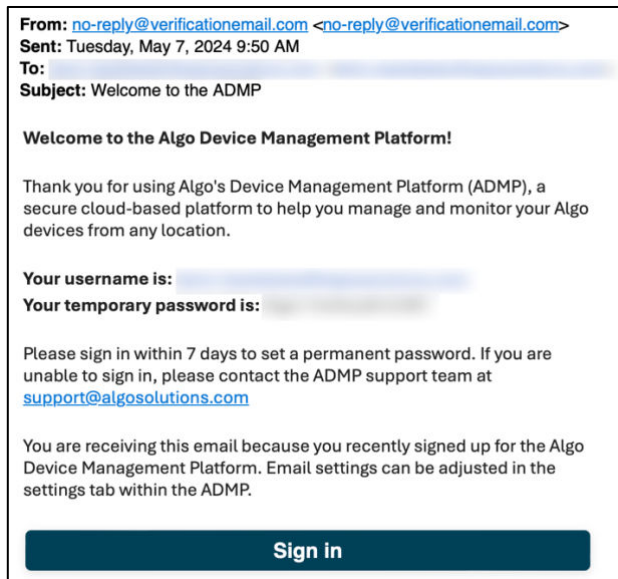 From: no-reply@verificationemail.com <no-reply@verificationemail.com>
Sent: Tuesday, May 7, 2024 9:50 AM
To:
Subject: Welcome to the ADMP
Welcome to the Algo Device Management Platform!
Thank you for using Algo's Device Management Platform (ADMP), a
secure cloud-based platform to help you manage and monitor your Algo
devices from any location.
Your username is:
Your temporary password is:
Please sign in within 7 days to set a permanent password. If you are
unable to sign in, please contact the ADMP support team at
support@algosolutions.com
You are receiving this email because you recently signed up for the Algo
Device Management Platform. Email settings can be adjusted in the
settings tab within the ADMP.
Sign in